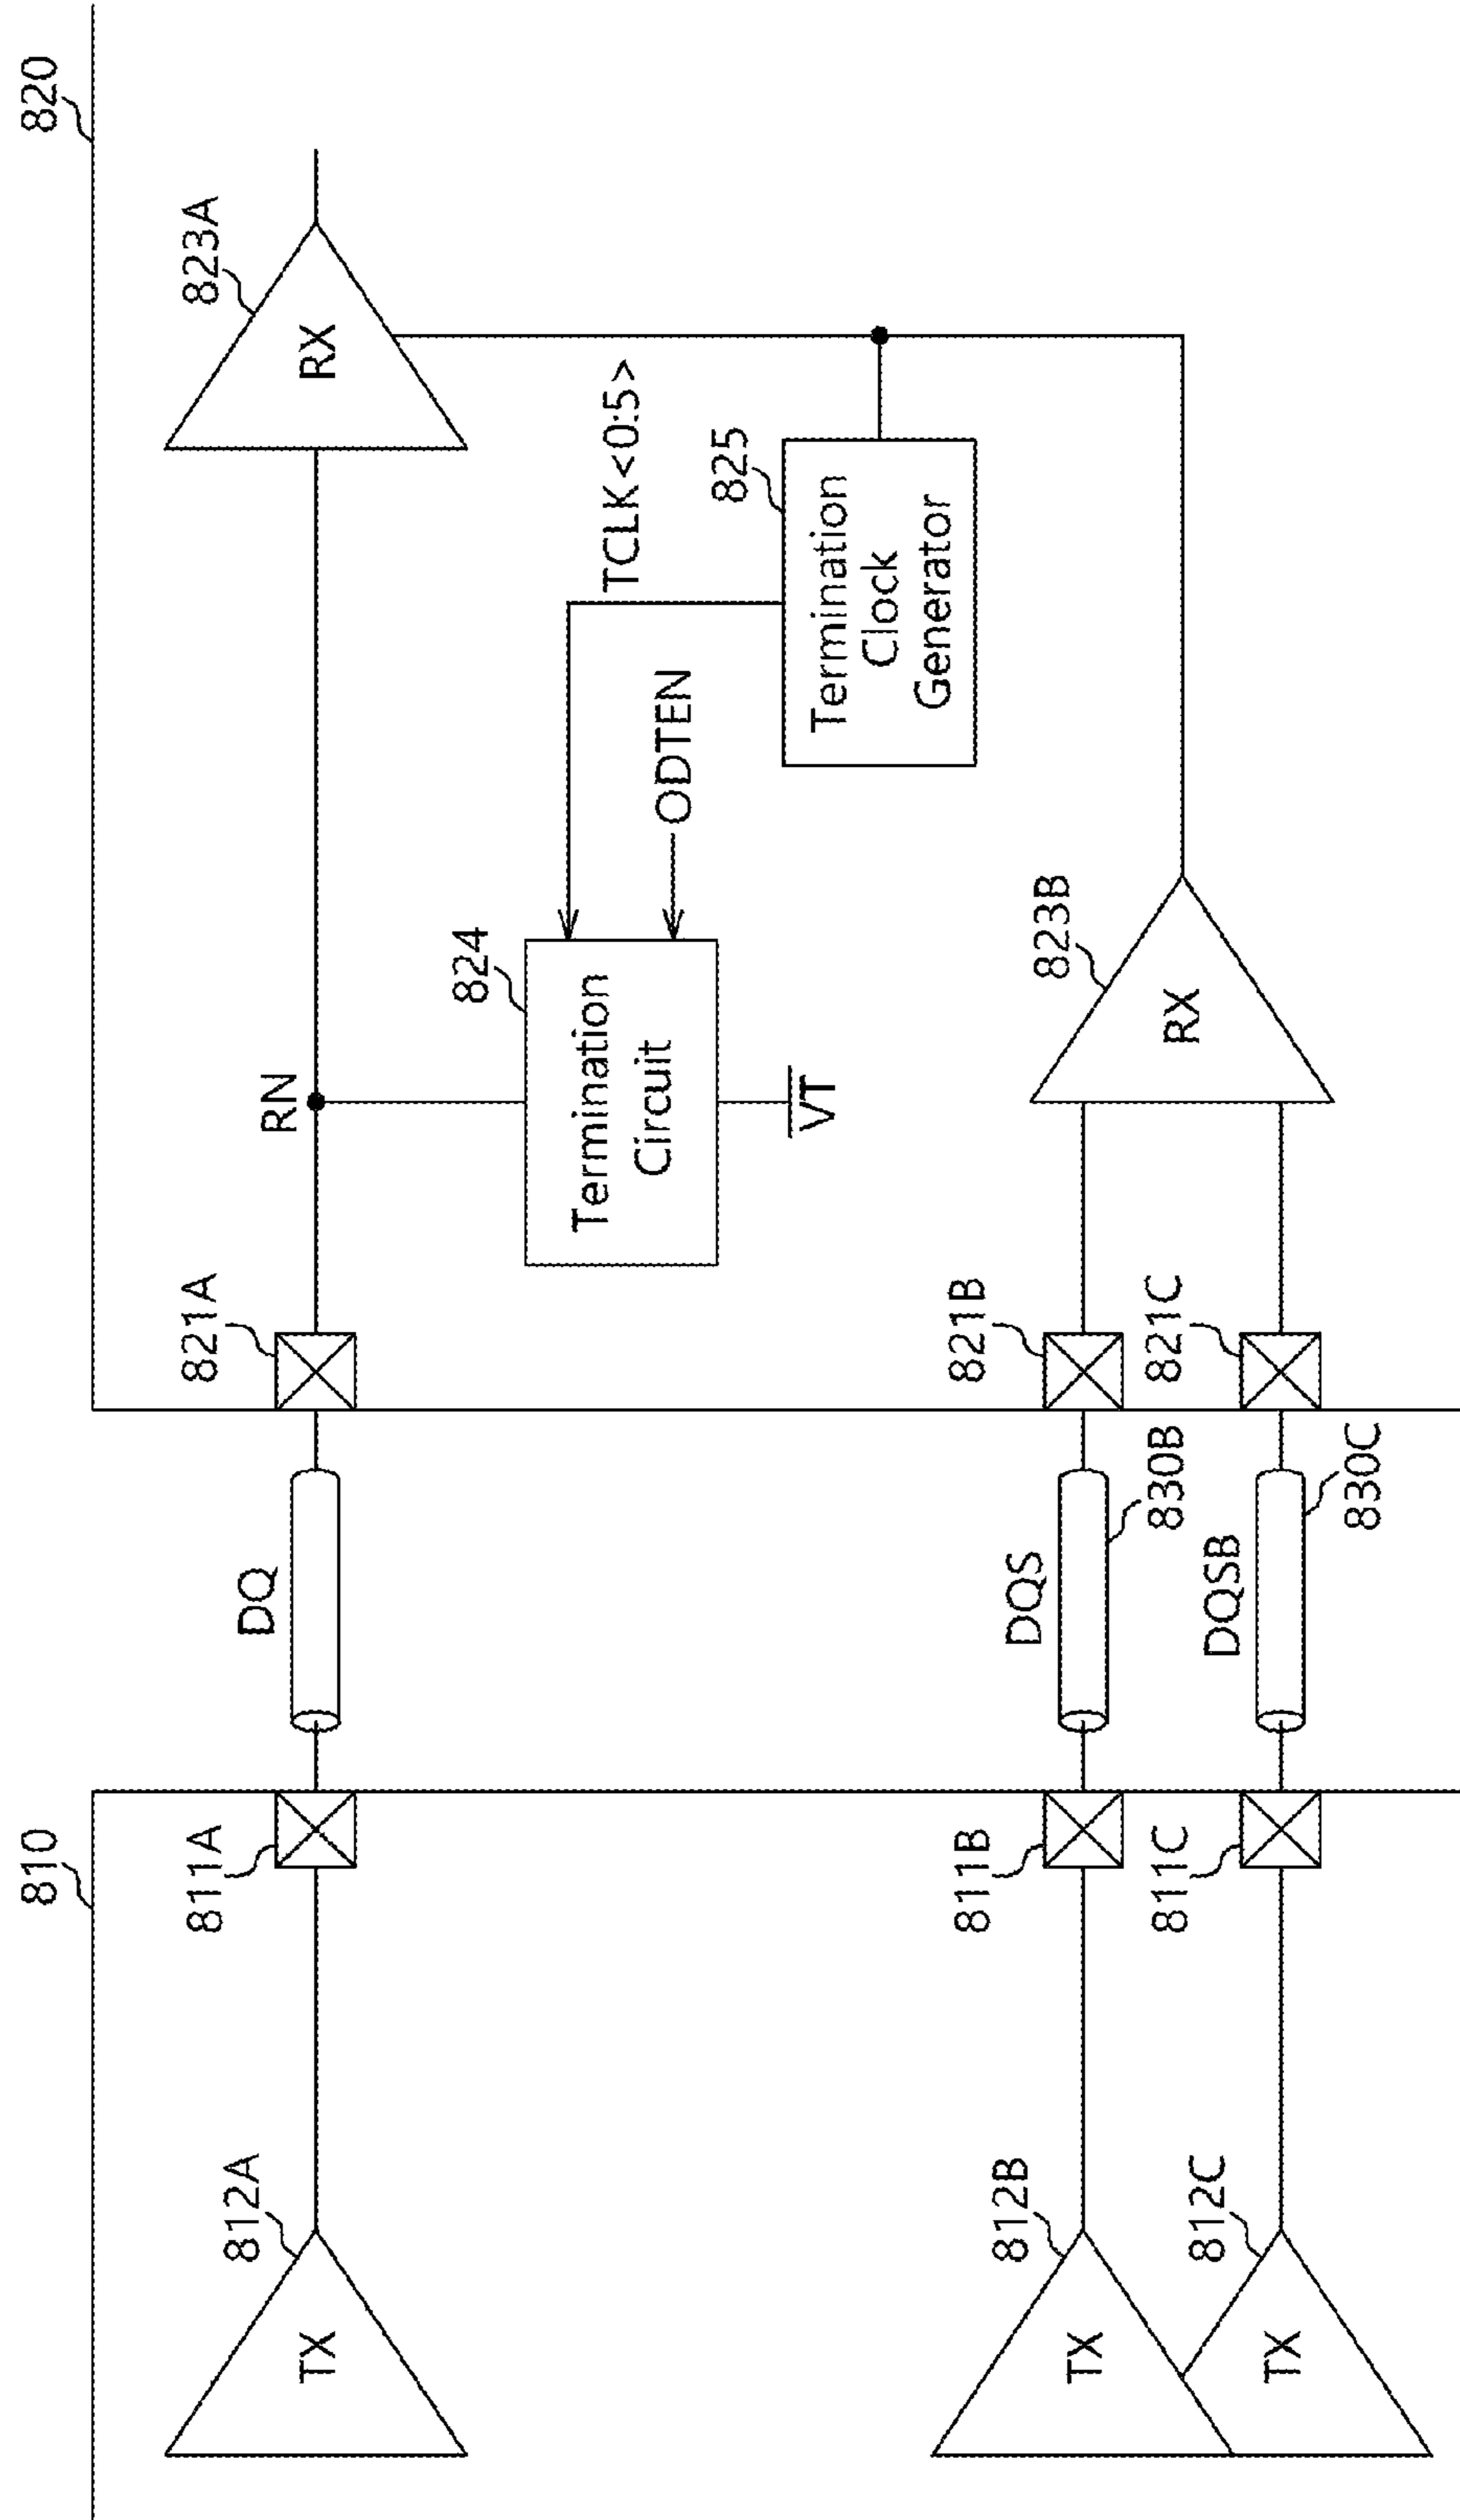 810
820
812A
TX
811A
DQ
821A
RN
823A
RX
824
Termination
Circuit
VT
TCLK<0:5>
ODTEN
825
Termination
Clock
Generator
812B
TX
811B
DQS
830B
821B
823B
RX
812C
TX
811C
DQSB
830C
821C